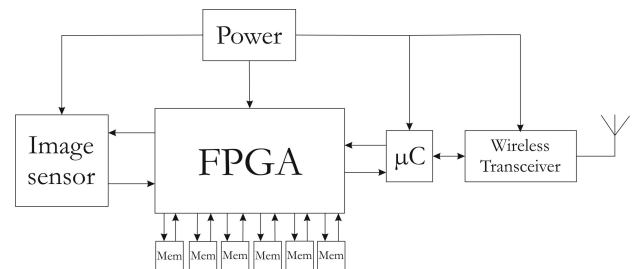 Power
Image
sensor
FPGA
μC
Wireless
Transceiver
Mem
Mem
Mem
Mem
Mem
Mem